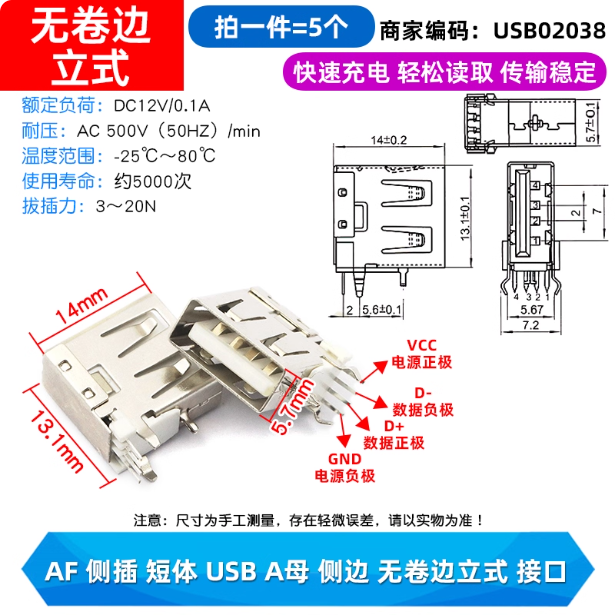 无卷边
立式
拍一件=5个
商家编码：USB02038
快速充电 轻松读取 传输稳定
额定负荷：DC12V/0.1A
耐压：AC 500V（50HZ）/min
温度范围：-25℃～80℃
使用寿命：约5000次
拔插力：3～20N
14±0.2
13.1±0.1
2
5.6±0.1
5.7±0.1
4
3
2
1
2
7
4 3 2 1
5.67
7.2
14mm
13.1mm
5.7mm
VCC
电源正极
D-
数据负极
D+
数据正极
GND
电源负极
注意：尺寸为手工测量，存在轻微误差，请以实物为准！
AF 侧插 短体 USB A母 侧边 无卷边立式 接口